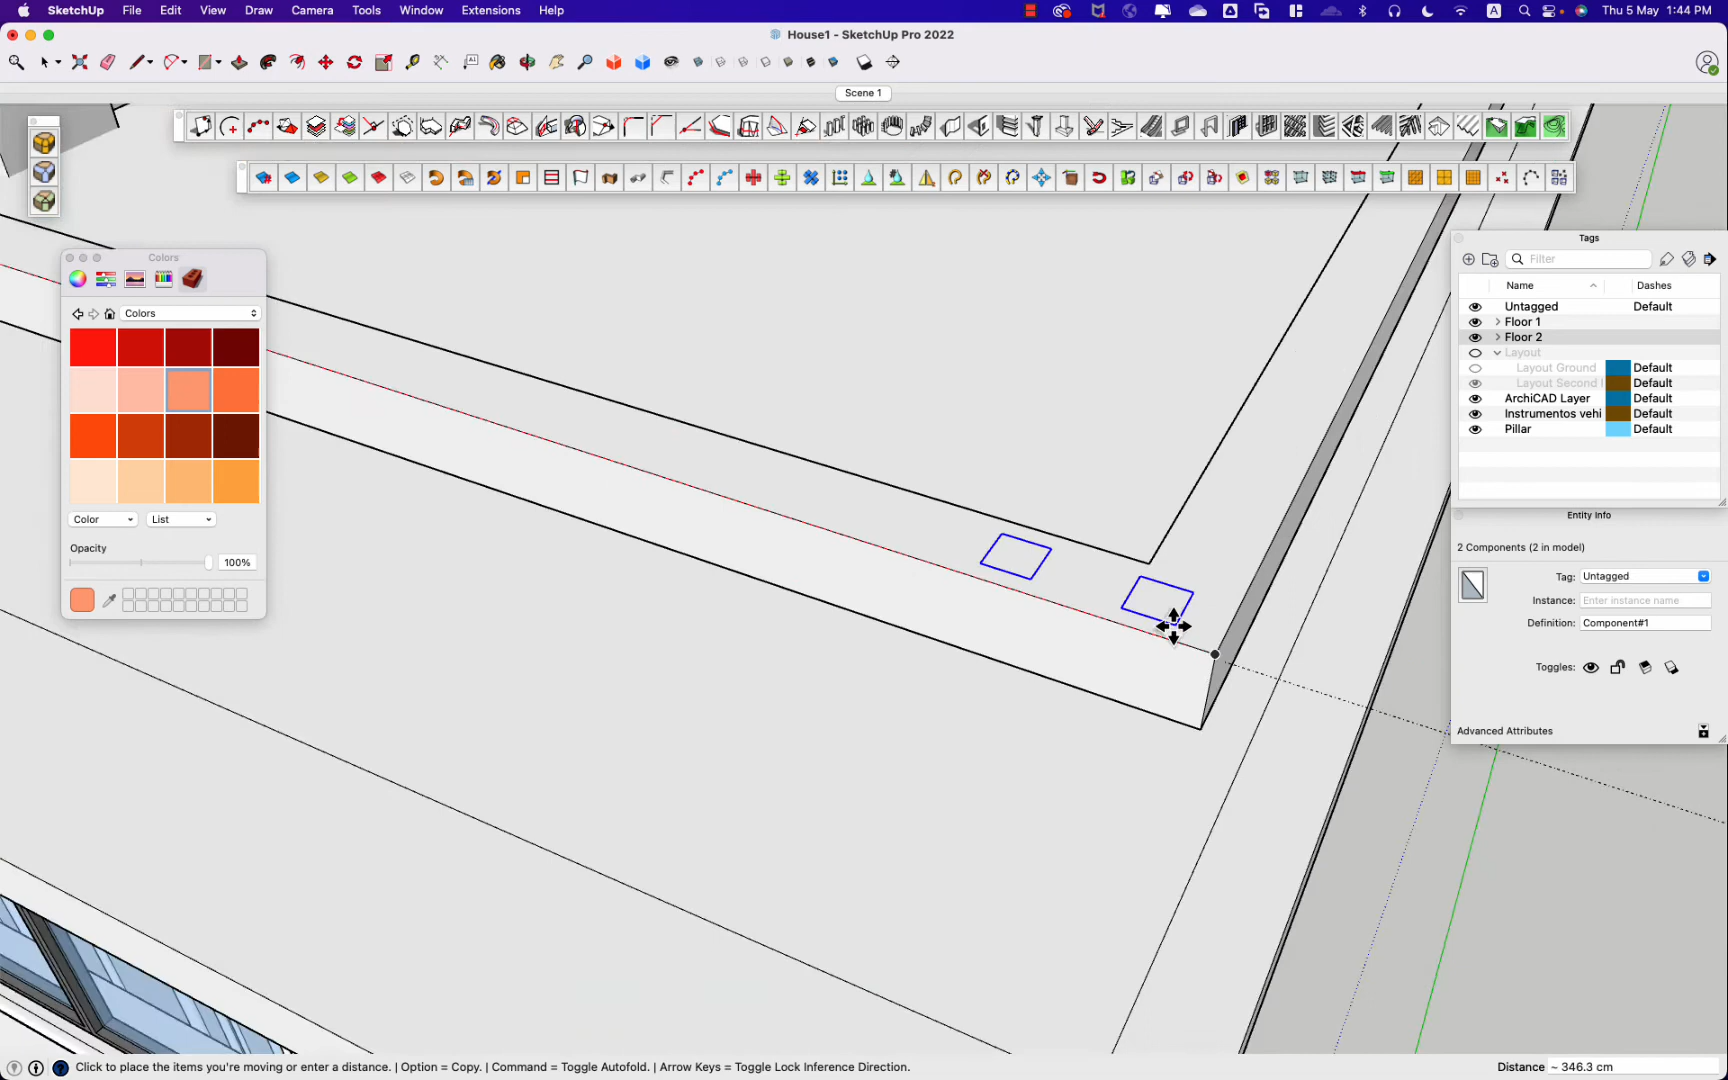 SketchUp File Edit View Draw Camera Tools Window Extensions Help
A Thu 5 May 1:44 PM
House1 - SketchUp Pro 2022
Scene 1
Colors
Colors
Color List
Opacity
100%
Tags
Filter
Name Dashes
Untagged Default
Floor 1
Floor 2
Layout
Layout Ground Default
Layout Second Default
ArchiCAD Layer Default
Instrumentos vehi Default
Pillar Default
Entity Info
2 Components (2 in model)
Tag: Untagged
Instance: Enter instance name
Definition: Component#1
Toggles:
Advanced Attributes
Click to place the items you're moving or enter a distance. | Option = Copy. | Command = Toggle Autofold. | Arrow Keys = Toggle Lock Inference Direction.
Distance ~ 346.3 cm